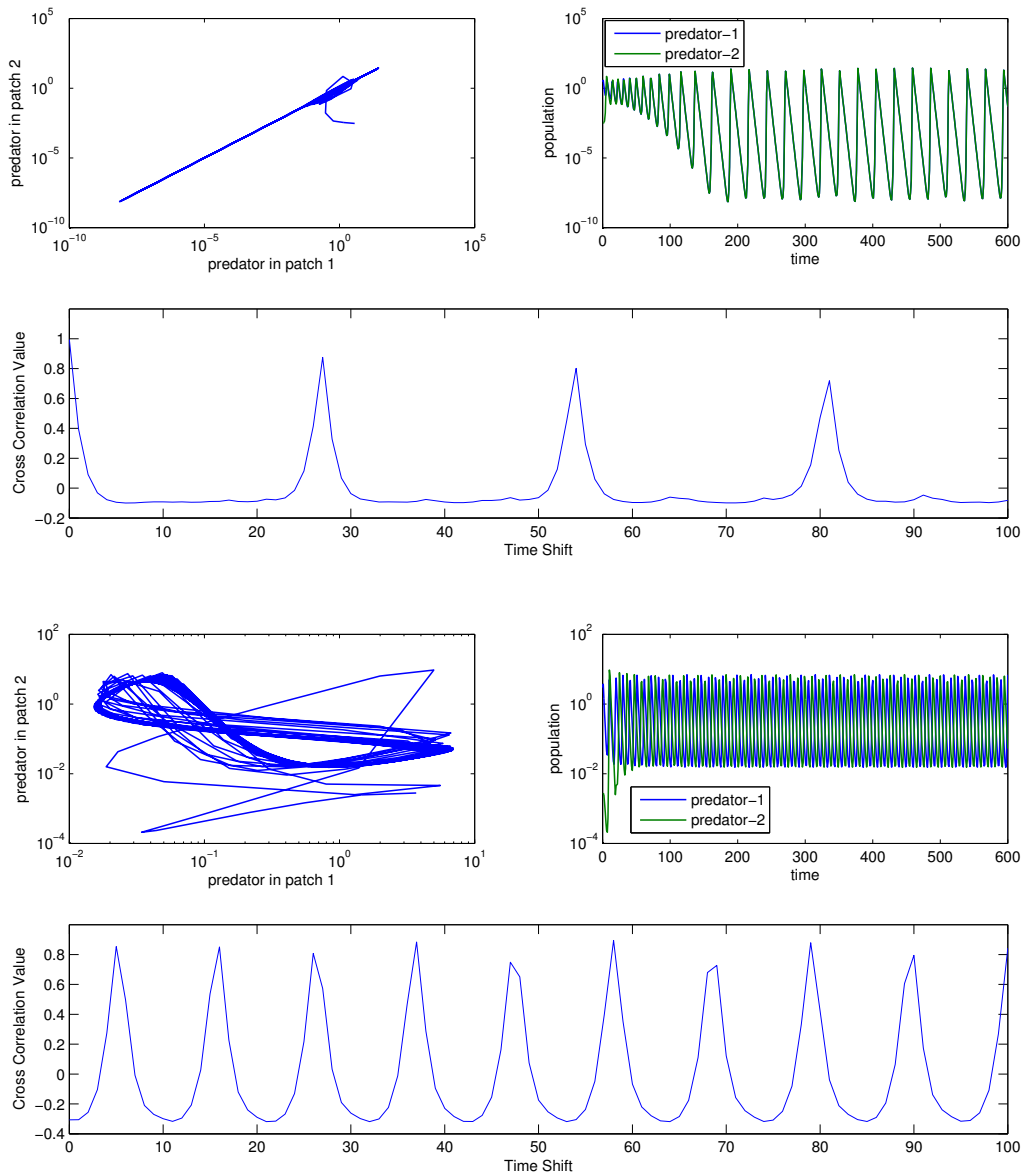 predator in patch 2
10^5
10^0
10^−5
10^−10
10^−10 10^−5 10^0 10^5
predator in patch 1
predator−1
predator−2
population
10^5
10^0
10^−5
10^−10
0 100 200 300 400 500 600
time
Cross Correlation Value
1
0.8
0.6
0.4
0.2
0
−0.2
0 10 20 30 40 50 60 70 80 90 100
Time Shift
predator in patch 2
10^2
10^0
10^−2
10^−4
10^−2 10^−1 10^0 10^1
predator in patch 1
population
10^2
10^0
10^−2
10^−4
predator−1
predator−2
0 100 200 300 400 500 600
time
Cross Correlation Value
0.8
0.6
0.4
0.2
0
−0.2
−0.4
0 10 20 30 40 50 60 70 80 90 100
Time Shift